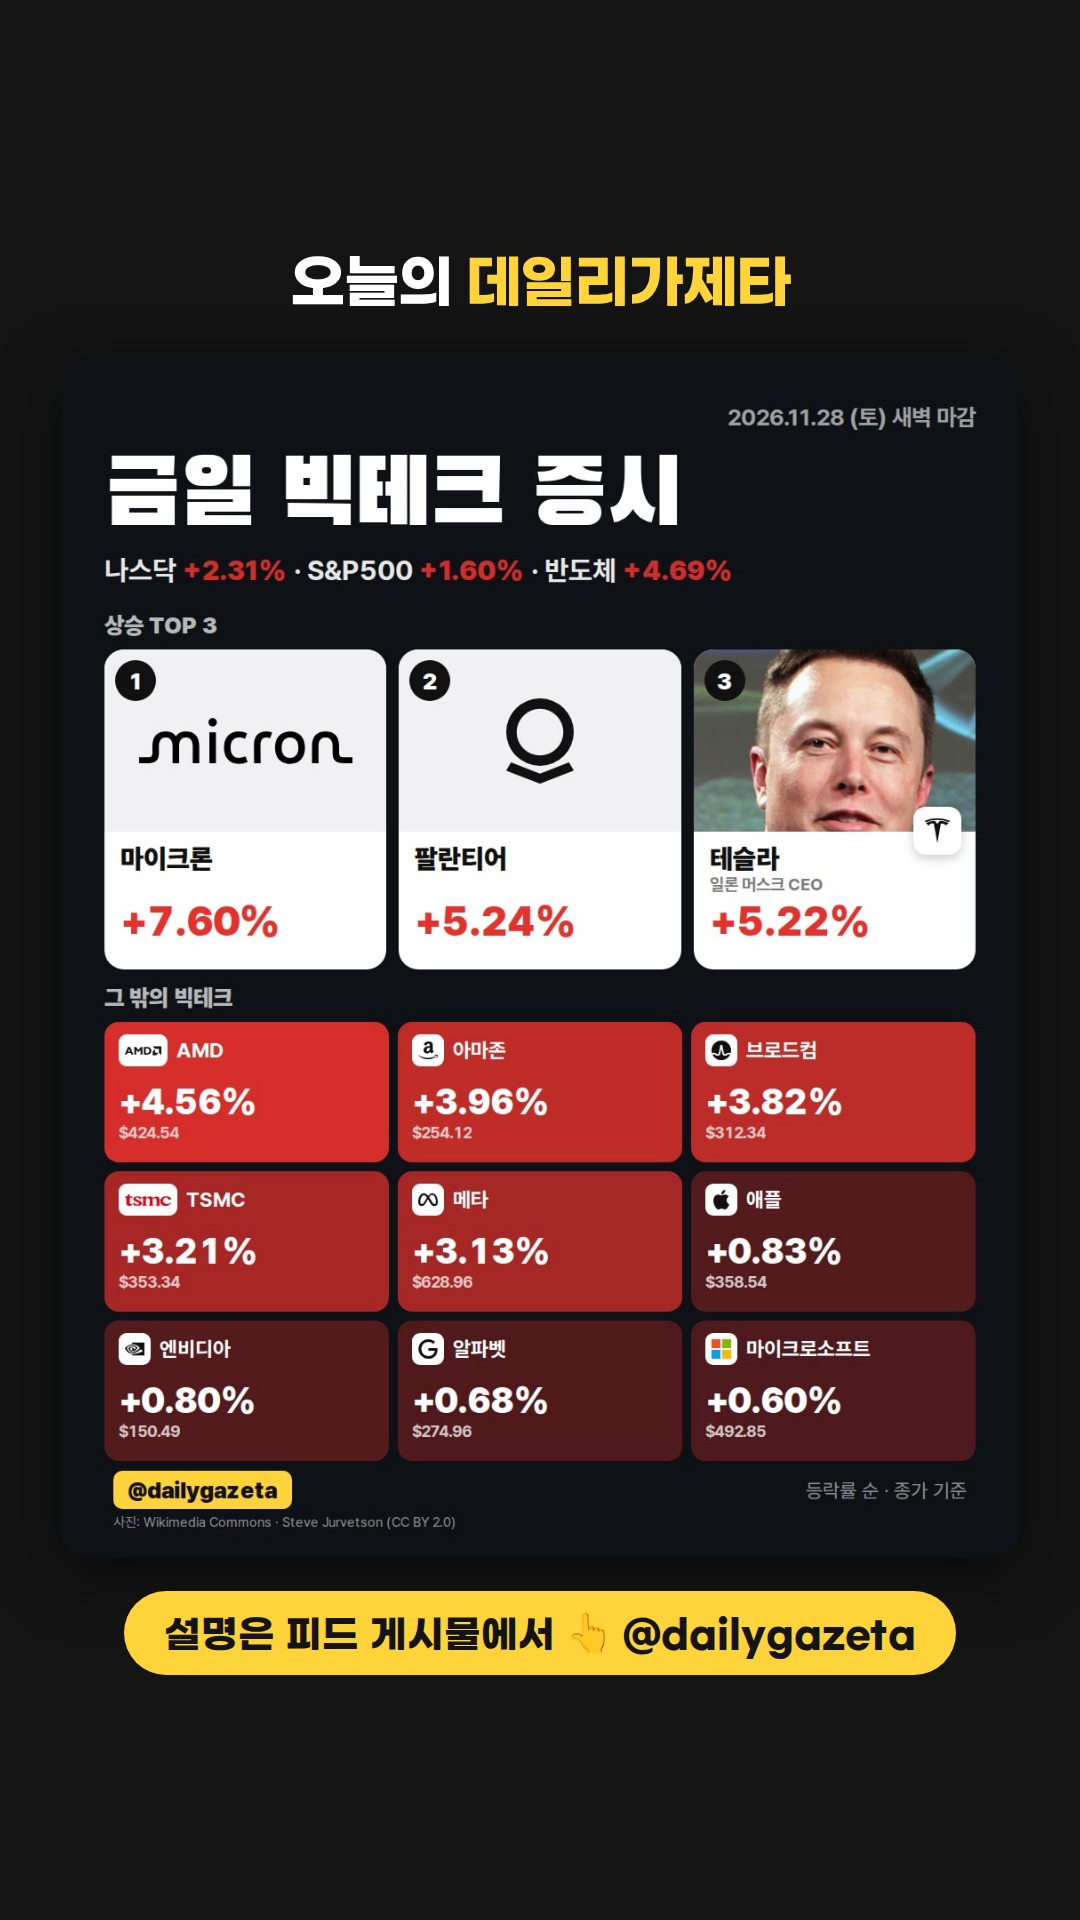 오늘의 데일리가제타
2026.11.28 (토) 새벽 마감
금일 빅테크 증시
나스닥 +2.31% · S&P500 +1.60% · 반도체 +4.69%
상승 TOP 3
1 2 3
micron
마이크론 팔란티어 테슬라
일론 머스크 CEO
+7.60% +5.24% +5.22%
그 밖의 빅테크
AMD AMD a 아마존 브로드컴
+4.56% +3.96% +3.82%
$424.54 $254.12 $312.34
tsmc TSMC 메타 애플
+3.21% +3.13% +0.83%
$353.34 $628.96 $358.54
엔비디아 G 알파벳 마이크로소프트
+0.80% +0.68% +0.60%
$150.49 $274.96 $492.85
@dailygazeta 등락률 순 · 종가 기준
사진: Wikimedia Commons · Steve Jurvetson (CC BY 2.0)
설명은 피드 게시물에서 👆 @dailygazeta